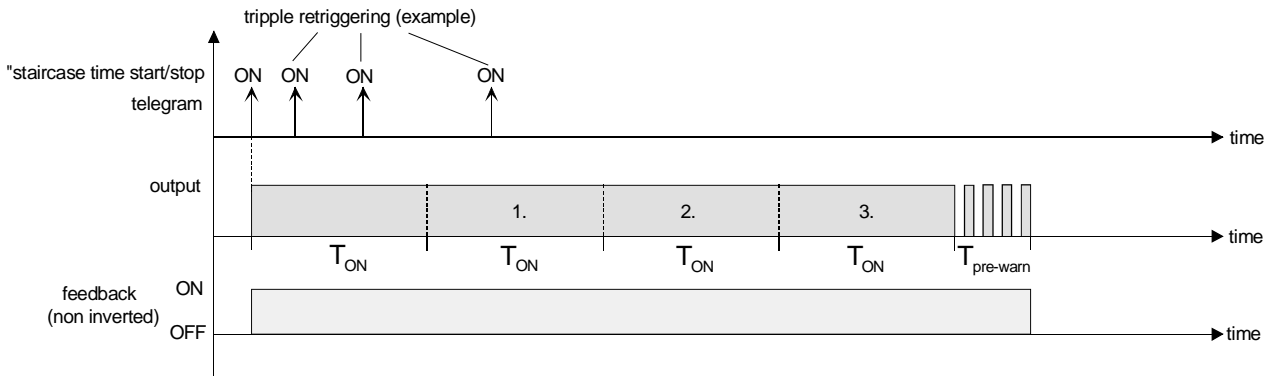 tripple retriggering (example)
"staircase time start/stop
telegram
ON ON ON ON
time
output
1. 2. 3.
time
TON TON TON TON Tpre-warn
feedback
(non inverted)
ON
OFF
time